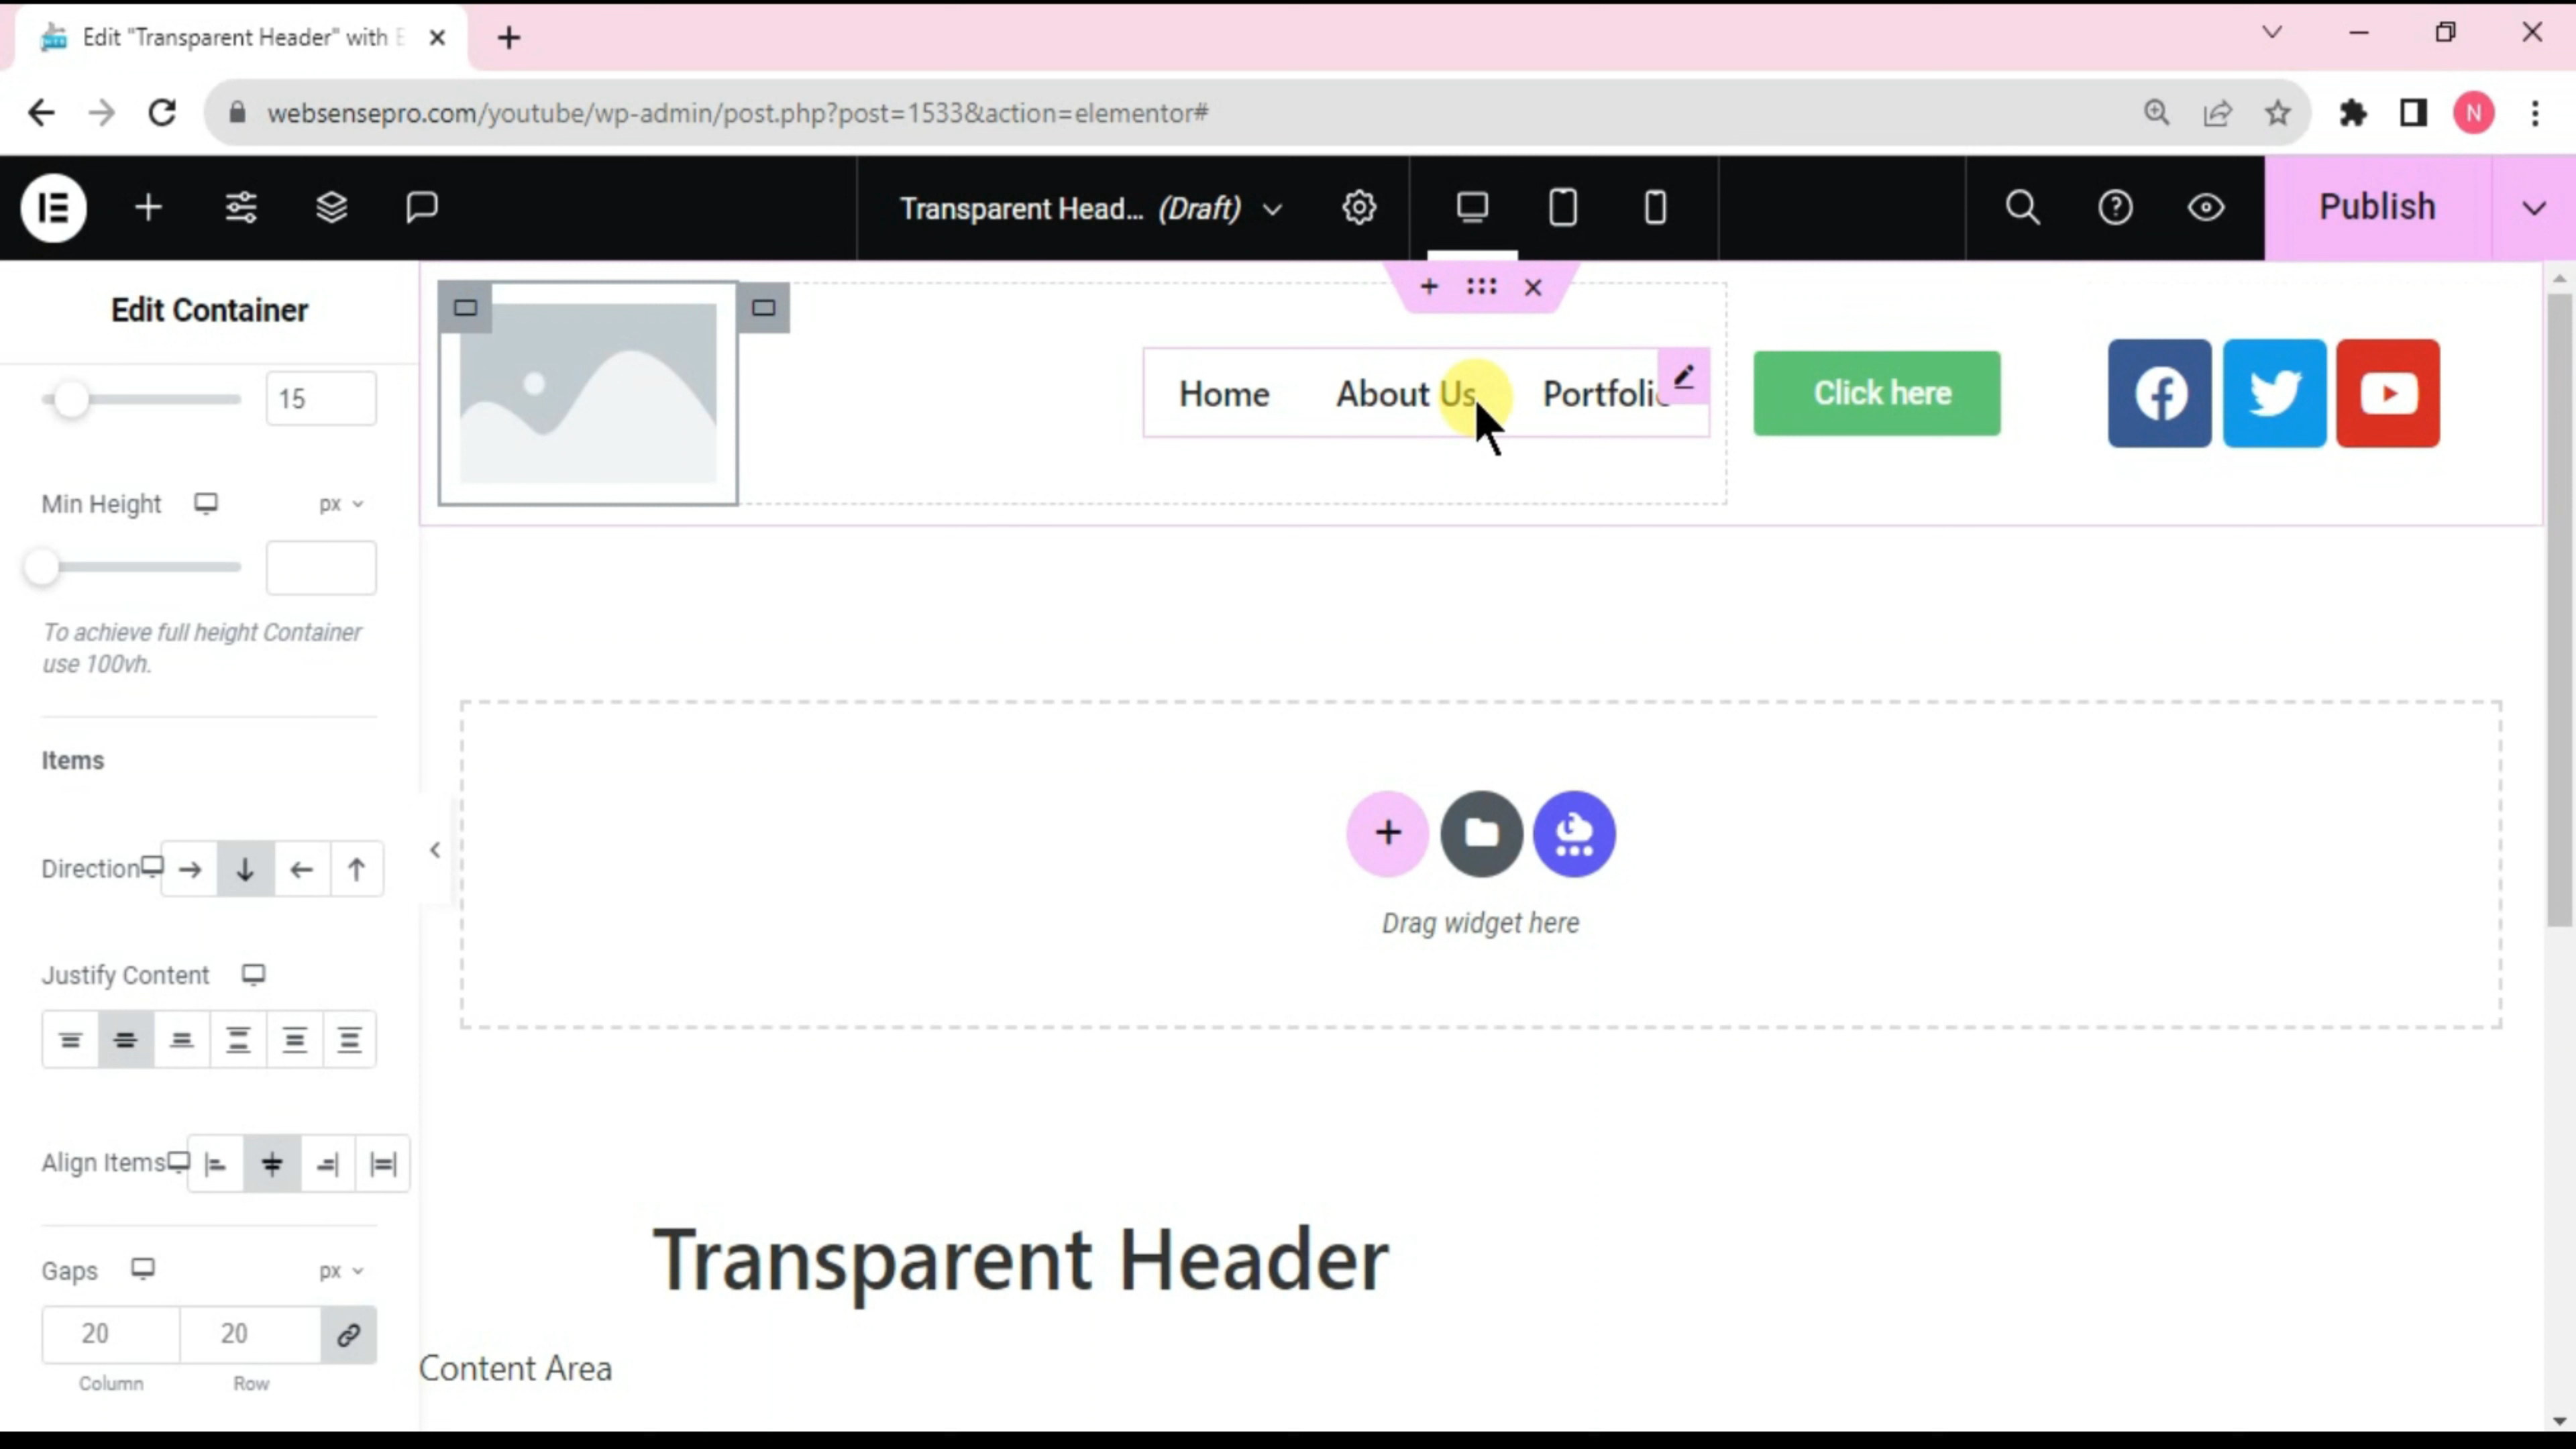 Edit "Transparent Header" with E
websensepro.com/youtube/wp-admin/post.php?post=1533&action=elementor#
N
Transparent Head... (Draft)
Publish
Edit Container
15
Min Height px
To achieve full height Container
use 100vh.
Items
Direction
Justify Content
Align Items
Gaps px
20 20
Column Row
Home About Us Portfolio
Click here
Drag widget here
Transparent Header
Content Area